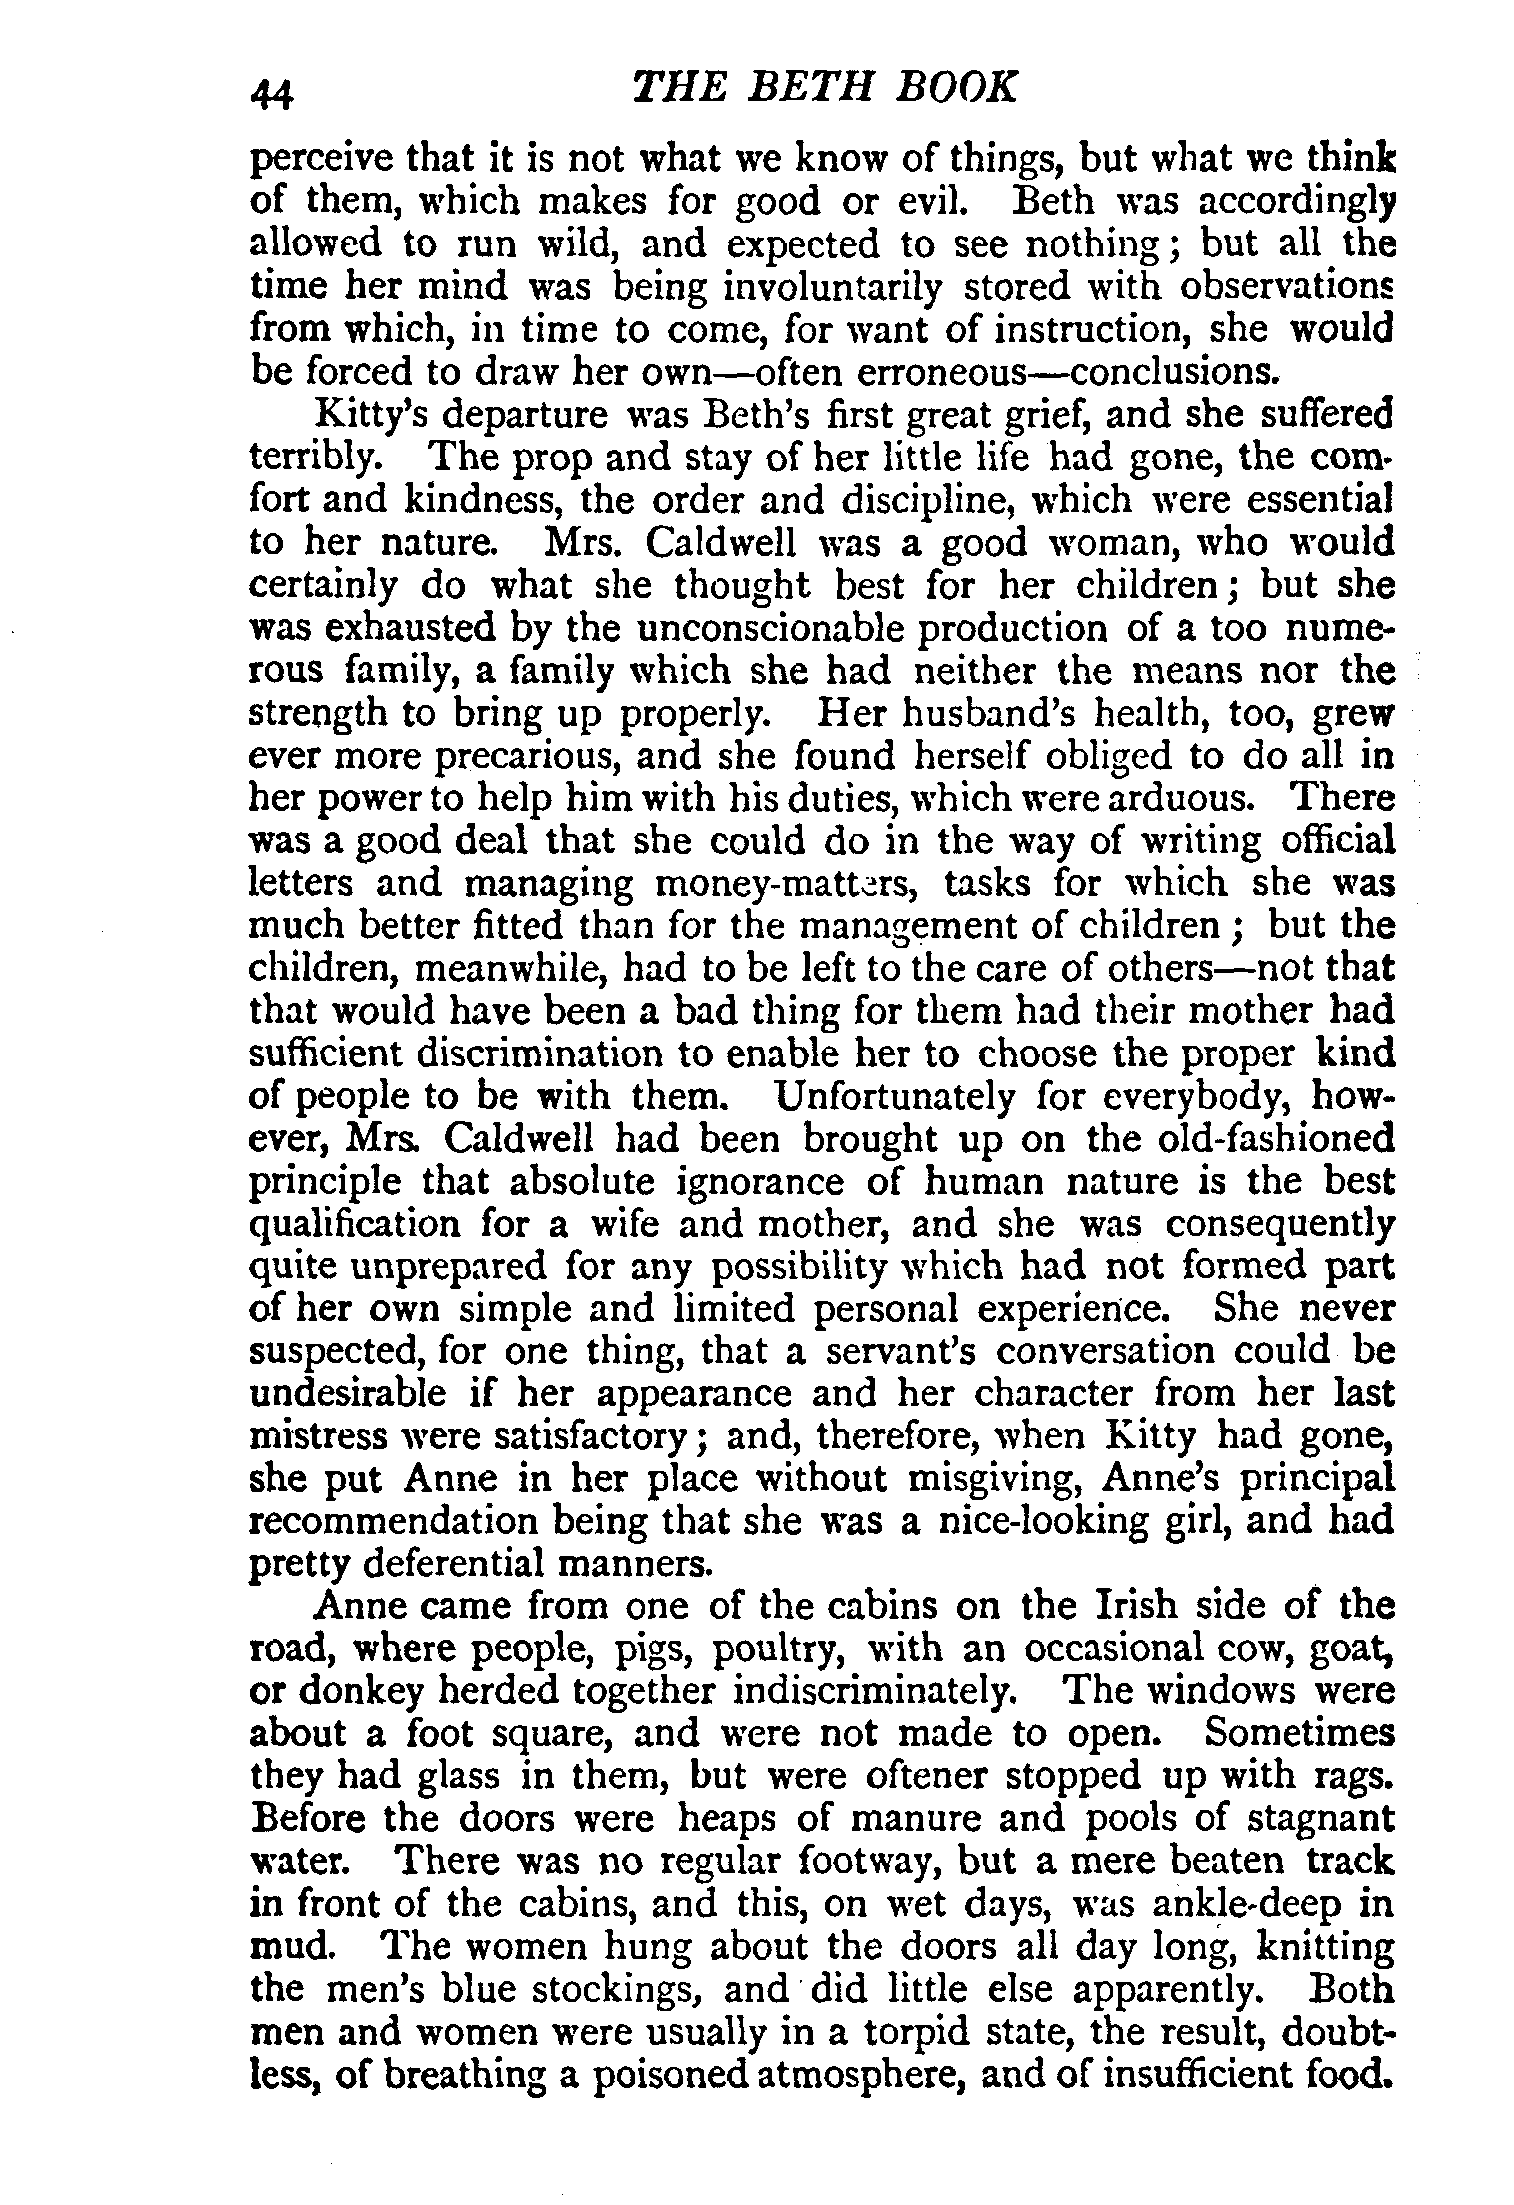 44 THE BETH BOOK
perceive that it is not what we know of things, but what we think
of them, which makes for good or evil. Beth was accordingly
allowed to run wild, and expected to see nothing; but all the
time her mind was being involuntarily stored with observations
from which, in time to come, for want of instruction, she would
be forced to draw her own—often erroneous—conclusions.
Kitty's departure was Beth's first great grief, and she suffered
terribly. The prop and stay of her little life had gone, the com-
fort and kindness, the order and discipline, which were essential
to her nature. Mrs. Caldwell was a good woman, who would
certainly do what she thought best for her children; but she
was exhausted by the unconscionable production of a too nume-
rous family, a family which she had neither the means nor the
strength to bring up properly. Her husband's health, too, grew
ever more precarious, and she found herself obliged to do all in
her power to help him with his duties, which were arduous. There
was a good deal that she could do in the way of writing official
letters and managing money-matters, tasks for which she was
much better fitted than for the management of children; but the
children, meanwhile, had to be left to the care of others—not that
that would have been a bad thing for them had their mother had
sufficient discrimination to enable her to choose the proper kind
of people to be with them. Unfortunately for everybody, how-
ever, Mrs. Caldwell had been brought up on the old-fashioned
principle that absolute ignorance of human nature is the best
qualification for a wife and mother, and she was consequently
quite unprepared for any possibility which had not formed part
of her own simple and limited personal experience. She never
suspected, for one thing, that a servant's conversation could be
undesirable if her appearance and her character from her last
mistress were satisfactory; and, therefore, when Kitty had gone,
she put Anne in her place without misgiving, Anne's principal
recommendation being that she was a nice-looking girl, and had
pretty deferential manners.
Anne came from one of the cabins on the Irish side of the
road, where people, pigs, poultry, with an occasional cow, goat,
or donkey herded together indiscriminately. The windows were
about a foot square, and were not made to open. Sometimes
they had glass in them, but were oftener stopped up with rags.
Before the doors were heaps of manure and pools of stagnant
water. There was no regular footway, but a mere beaten track
in front of the cabins, and this, on wet days, was ankle-deep in
mud. The women hung about the doors all day long, knitting
the men's blue stockings, and did little else apparently. Both
men and women were usually in a torpid state, the result, doubt-
less, of breathing a poisoned atmosphere, and of insufficient food.